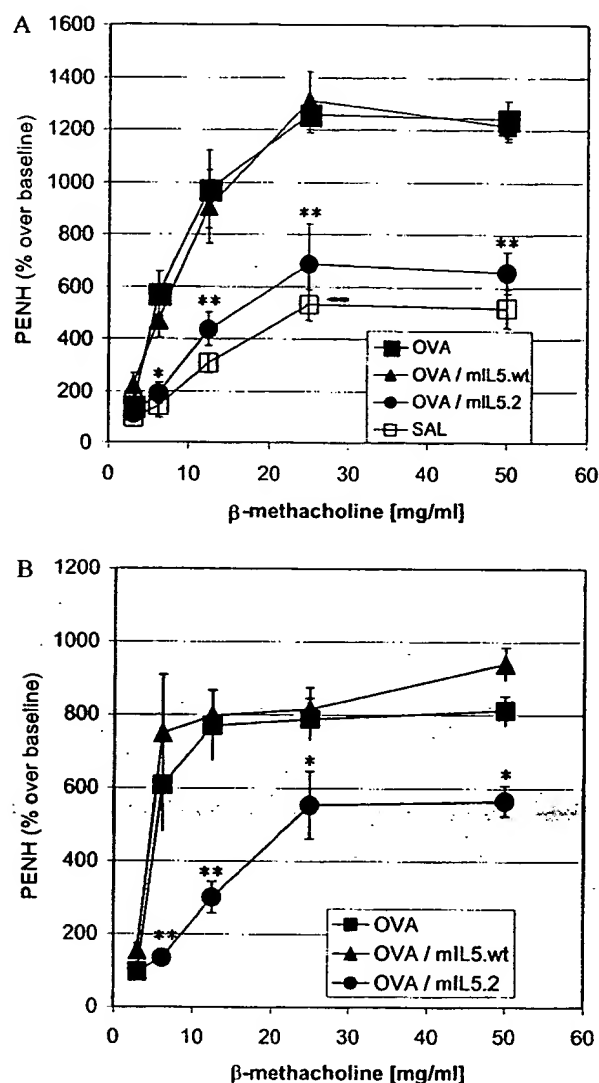 A
1600
1400
1200
1000
800
600
400
200
0
PENH (% over baseline)
**
**
**
*
OVA
OVA / mIL5.wt
OVA / mIL5.2
SAL
0 10 20 30 40 50 60
β-methacholine [mg/ml]
B
1200
1000
800
600
400
200
0
PENH (% over baseline)
*
*
**
**
OVA
OVA / mIL5.wt
OVA / mIL5.2
0 10 20 30 40 50 60
β-methacholine [mg/ml]